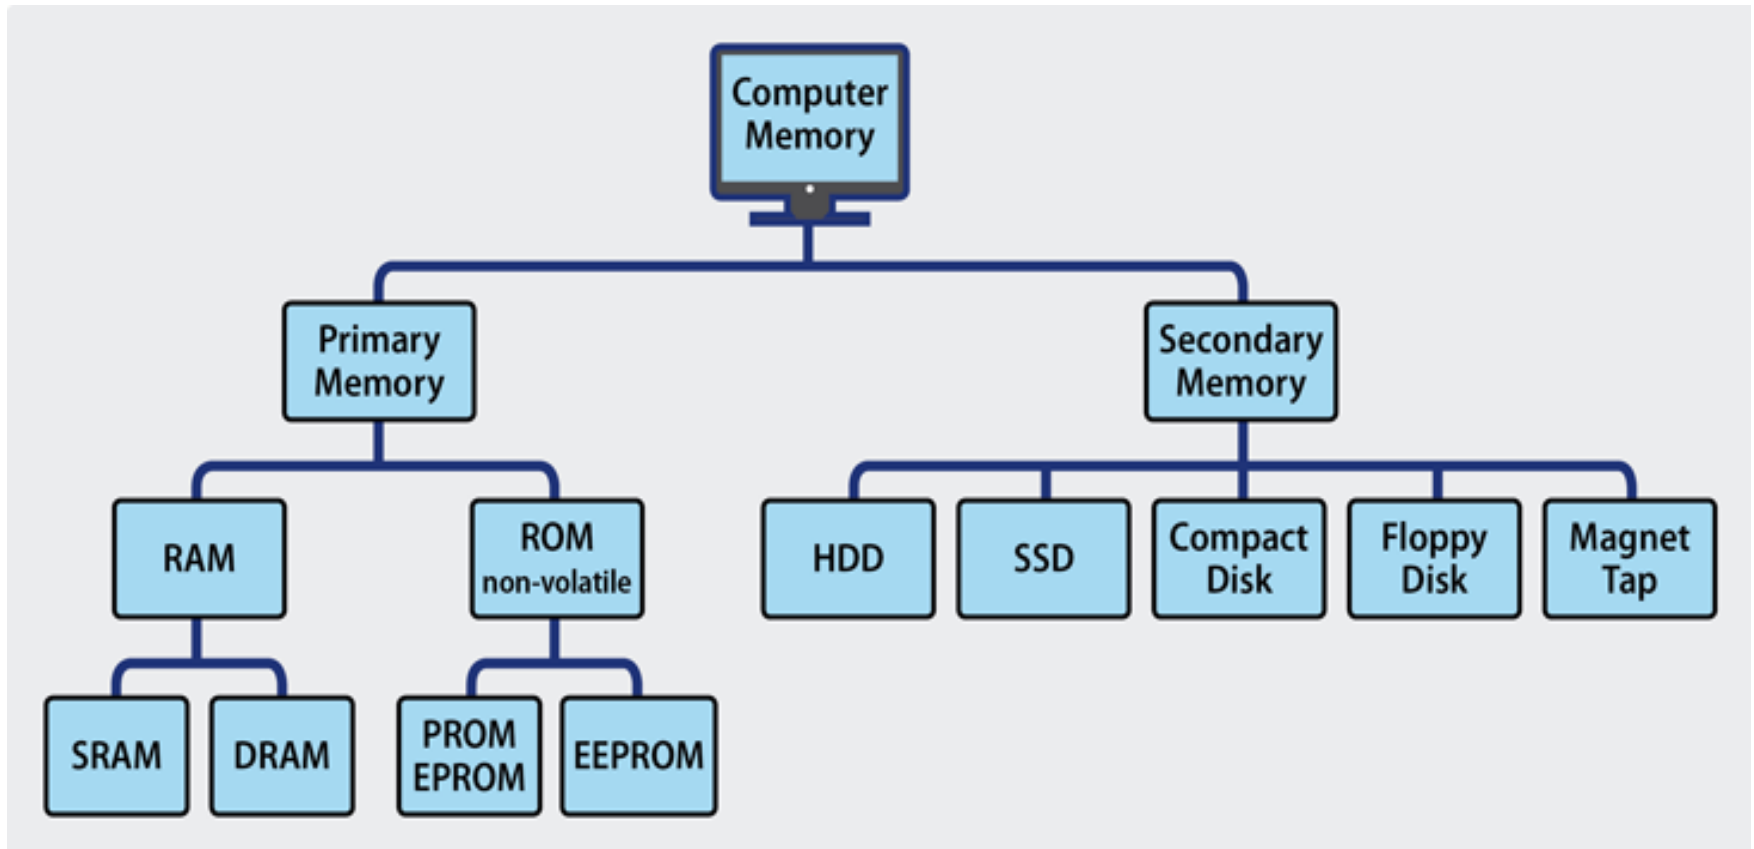 Computer
Memory
Primary
Memory
Secondary
Memory
RAM
ROM
non-volatile
HDD
SSD
Compact
Disk
Floppy
Disk
Magnet
Tap
SRAM
DRAM
PROM
EPROM
EEPROM